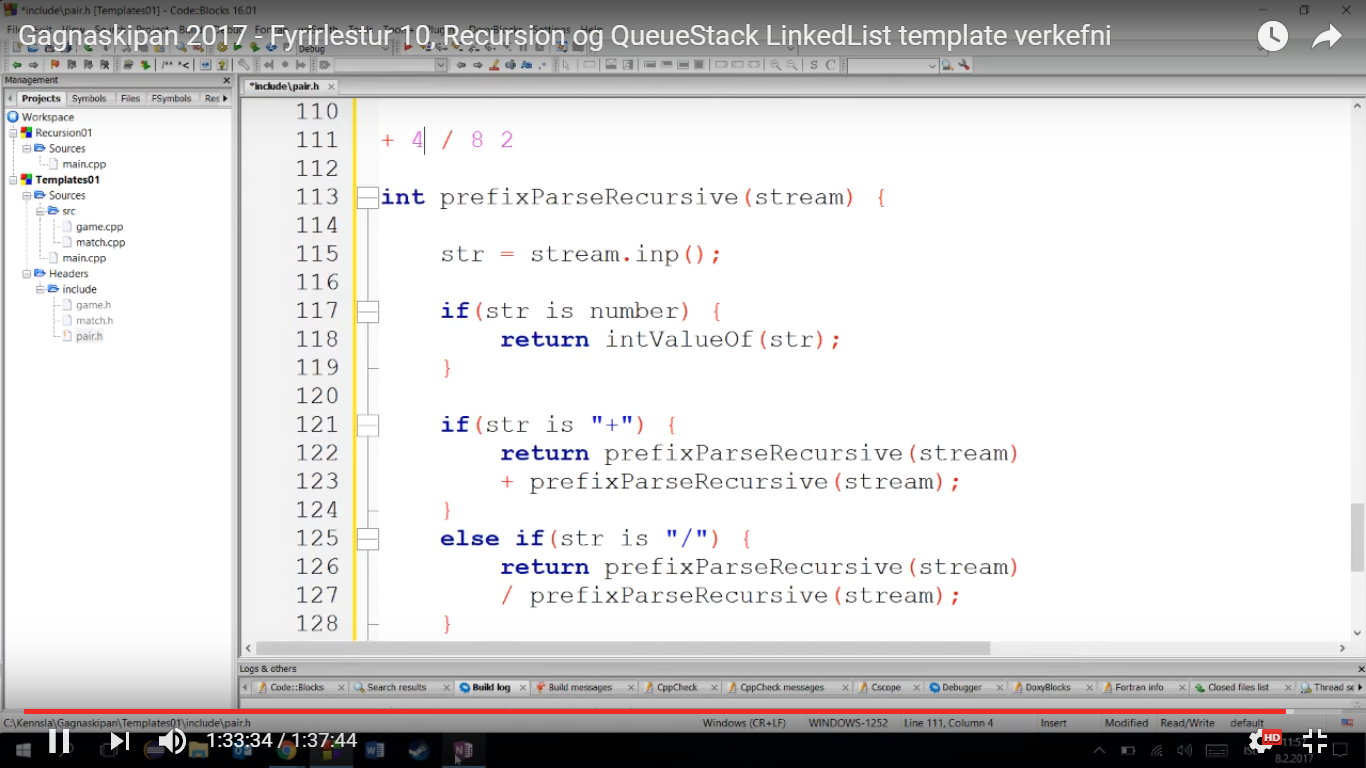 *include\pair.h [Templates01] - Code::Blocks 16.01
Gagnaskipan 2017 - Fyrirlestur 10. Recursion og QueueStack LinkedList template verkefni
Debug
Management
Projects Symbols Files FSymbols Res
*include\pair.h
Workspace
Recursion01
Sources
main.cpp
Templates01
Sources
src
game.cpp
match.cpp
main.cpp
Headers
include
game.h
match.h
pair.h
110
111 + 4 / 8 2
112
113 int prefixParseRecursive(stream) {
114
115 str = stream.inp();
116
117 if(str is number) {
118 return intValueOf(str);
119 }
120
121 if(str is "+") {
122 return prefixParseRecursive(stream)
123 + prefixParseRecursive(stream);
124 }
125 else if(str is "/") {
126 return prefixParseRecursive(stream)
127 / prefixParseRecursive(stream);
128 }
Logs & others
Code::Blocks Search results Build log Build messages CppCheck CppCheck messages Cscope Debugger DoxyBlocks Fortran info Closed files list Thread se
C:\Kennsla\Gagnaskipan\Templates01\include\pair.h Windows (CR+LF) WINDOWS-1252 Line 111, Column 4 Insert Modified Read/Write default
1:33:34 / 1:37:44
HD
11:57
8.2.2017